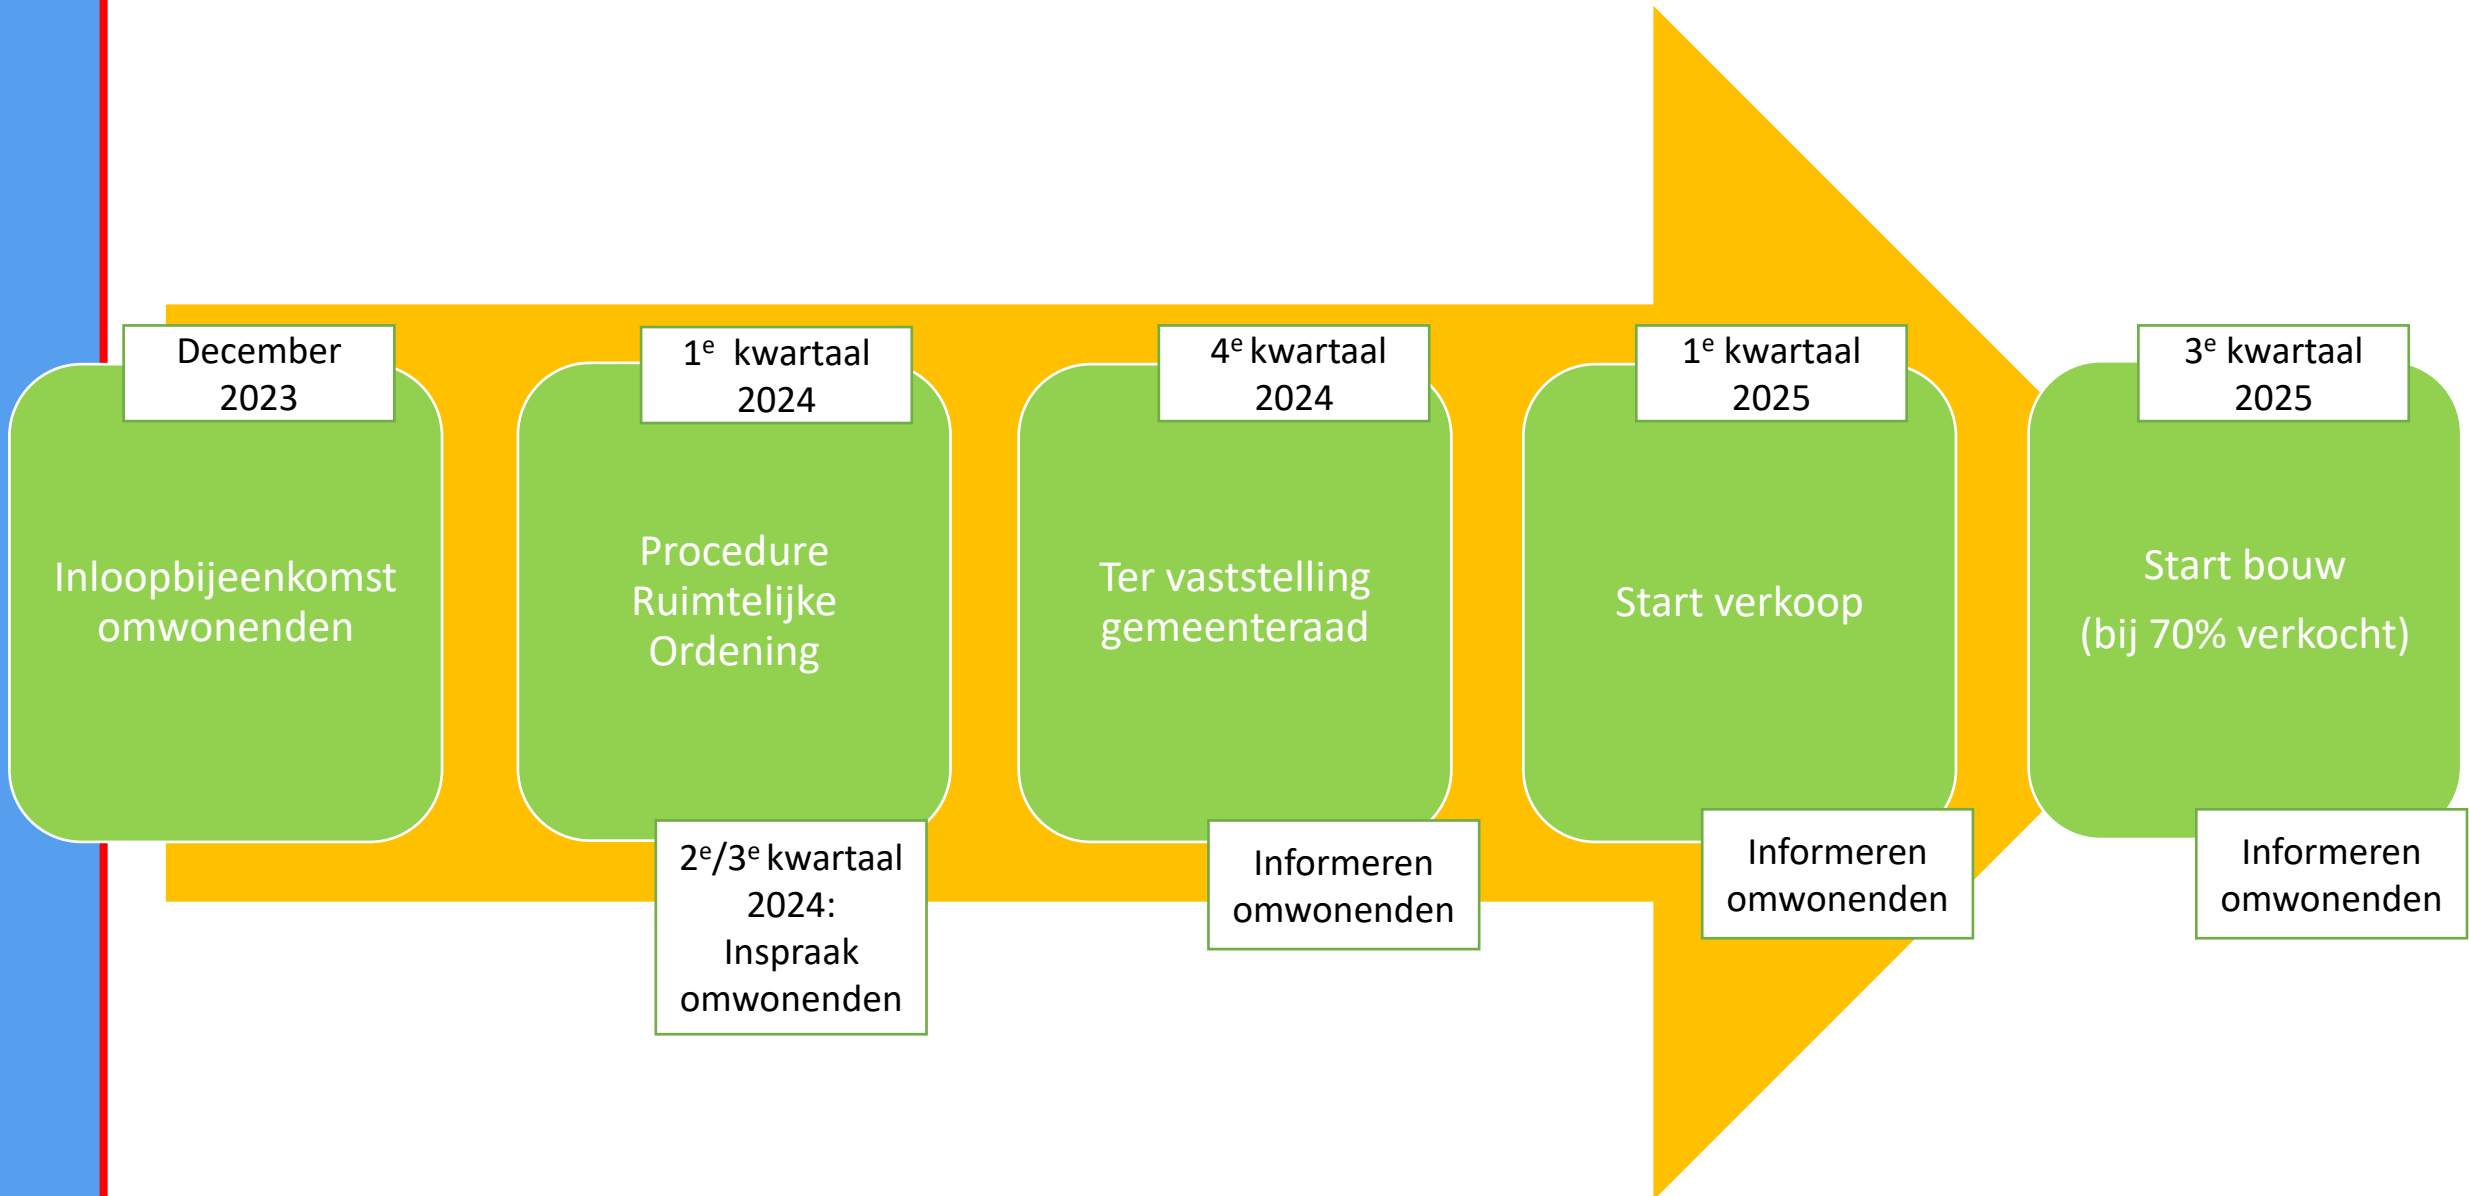 December
2023
Inloopbijeenkomst
omwonenden
1e kwartaal
2024
Procedure
Ruimtelijke
Ordening
2e/3e kwartaal
2024:
Inspraak
omwonenden
4e kwartaal
2024
Ter vaststelling
gemeenteraad
Informeren
omwonenden
1e kwartaal
2025
Start verkoop
Informeren
omwonenden
3e kwartaal
2025
Start bouw
(bij 70% verkocht)
Informeren
omwonenden